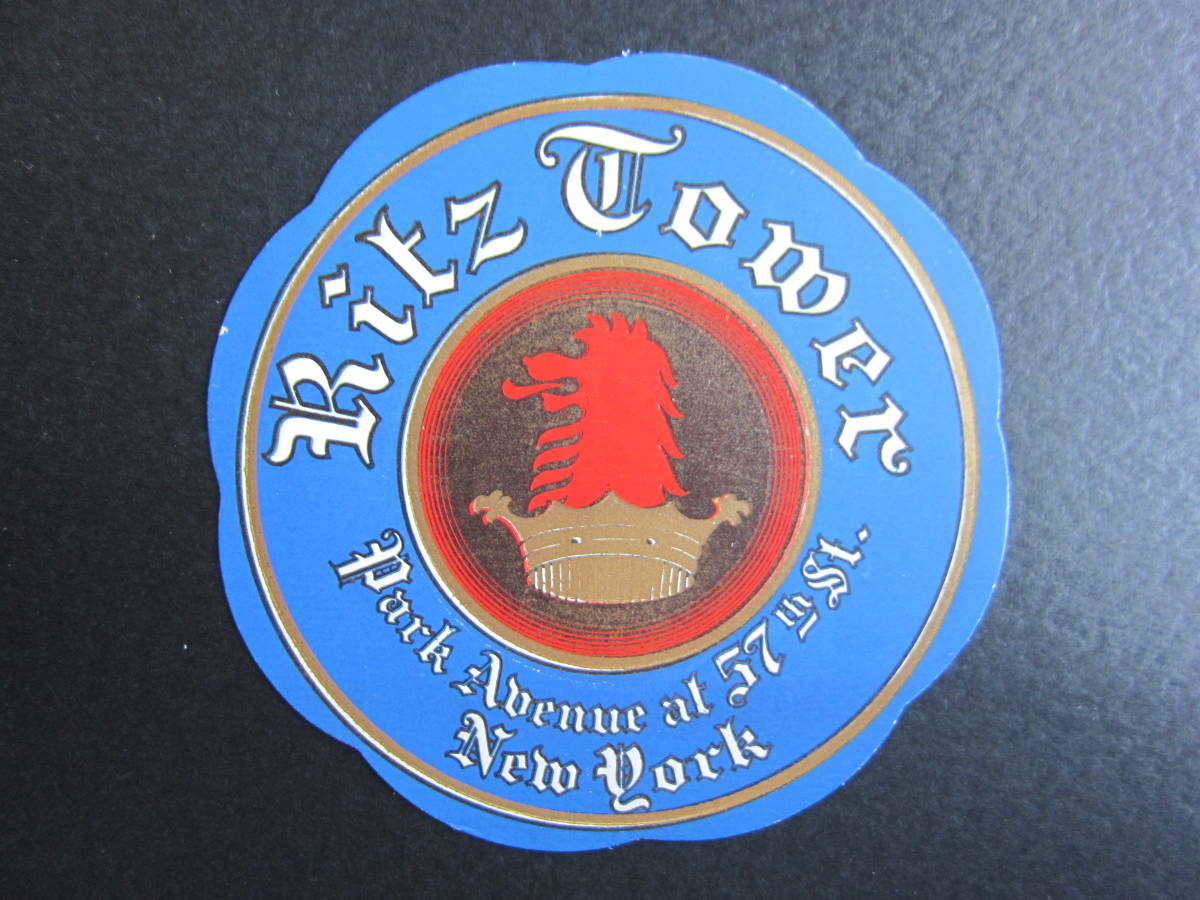 Ritz Tower
Park Avenue at 57th St.
New York